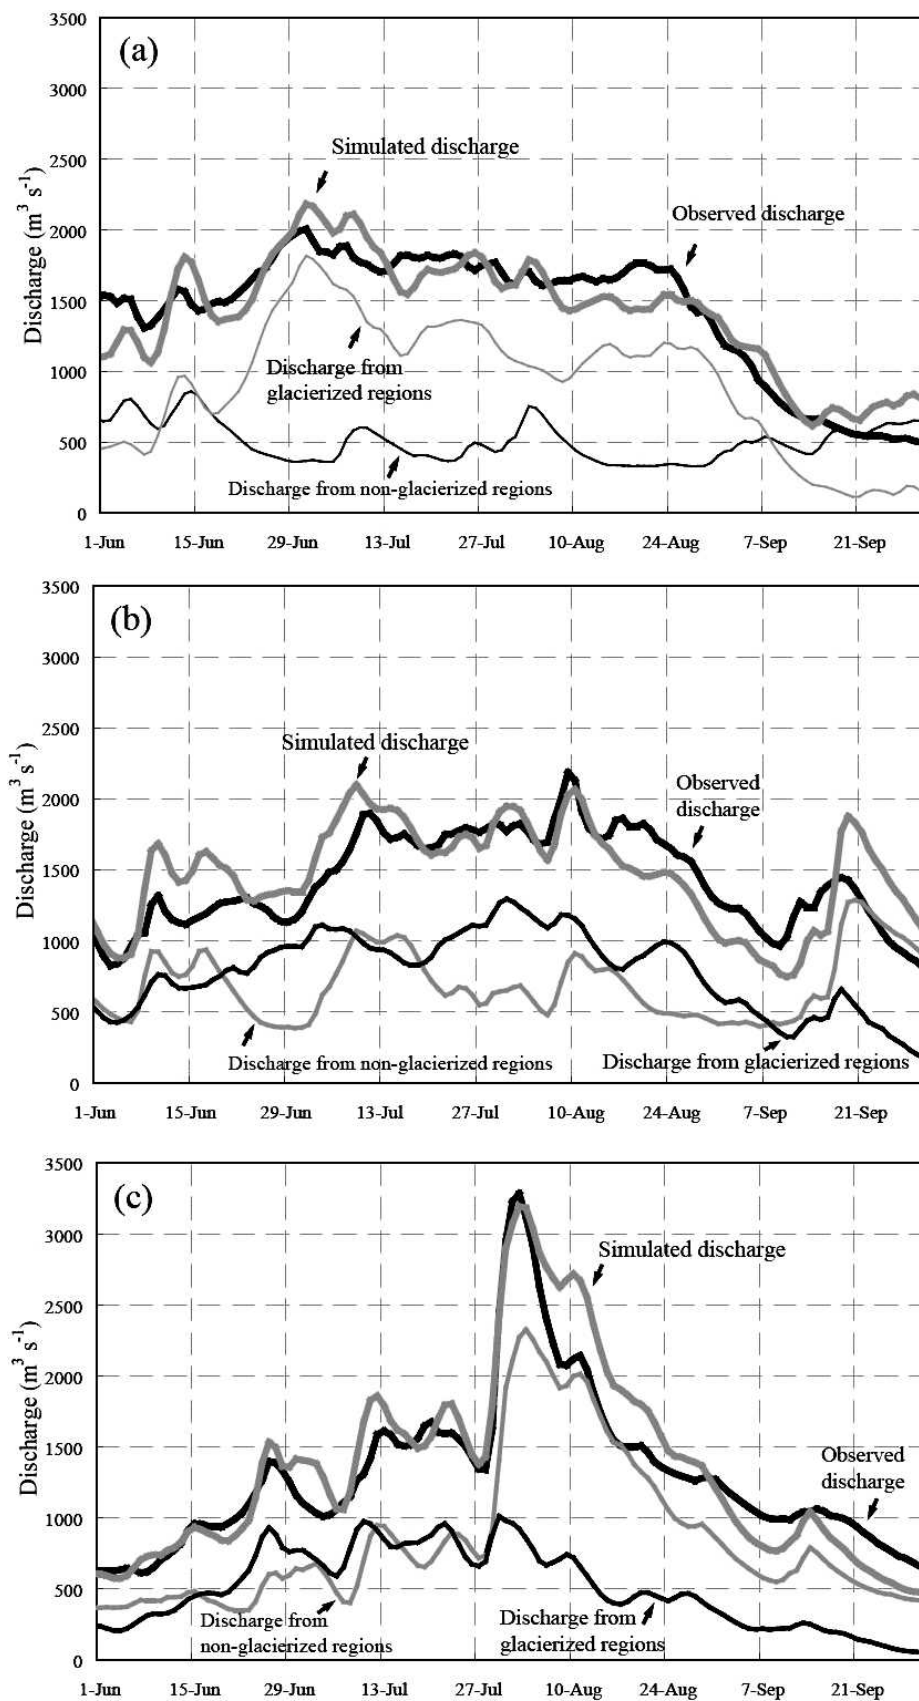 (a)
3500
3000
2500
2000
1500
1000
500
0
Discharge (m³ s⁻¹)
Simulated discharge
Observed discharge
Discharge from
glacierized regions
Discharge from non-glacierized regions
1-Jun 15-Jun 29-Jun 13-Jul 27-Jul 10-Aug 24-Aug 7-Sep 21-Sep
(b)
3500
3000
2500
2000
1500
1000
500
0
Discharge (m³ s⁻¹)
Simulated discharge
Observed
discharge
Discharge from non-glacierized regions
Discharge from glacierized regions
1-Jun 15-Jun 29-Jun 13-Jul 27-Jul 10-Aug 24-Aug 7-Sep 21-Sep
(c)
3500
3000
2500
2000
1500
1000
500
0
Discharge (m³ s⁻¹)
Simulated discharge
Observed
discharge
Discharge from
non-glacierized regions
Discharge from
glacierized regions
1-Jun 15-Jun 29-Jun 13-Jul 27-Jul 10-Aug 24-Aug 7-Sep 21-Sep